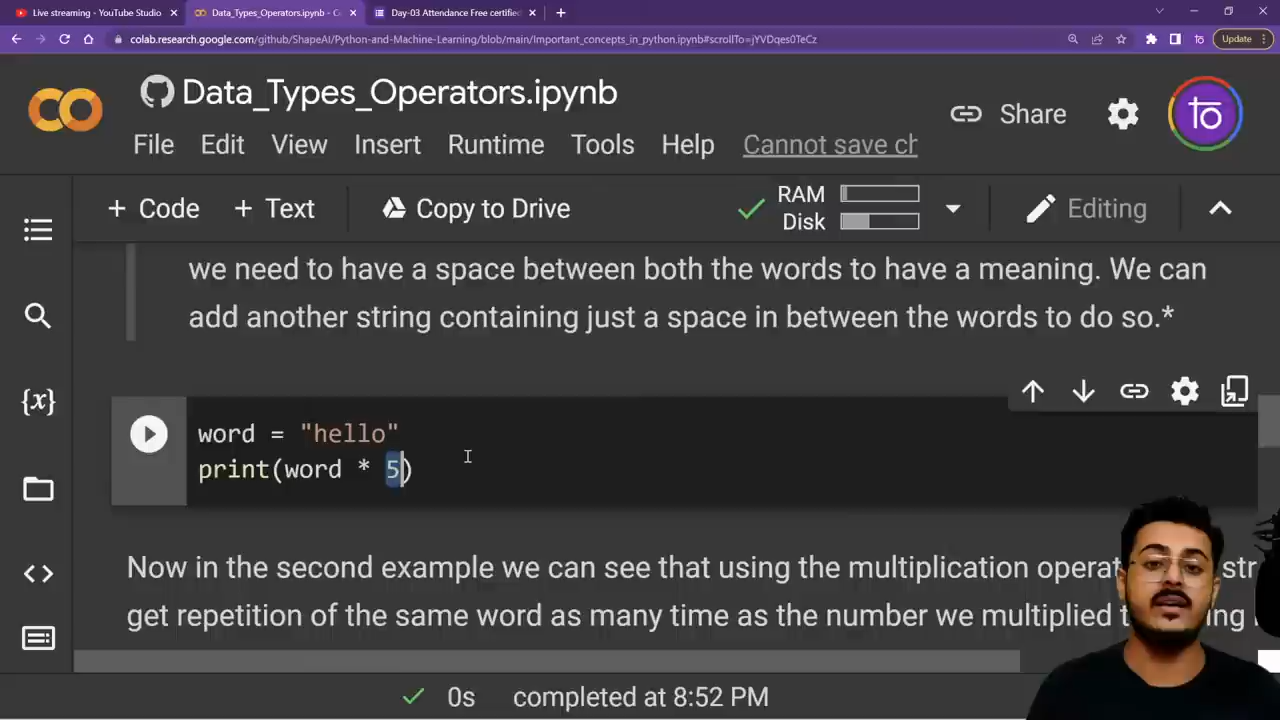 Live streaming - YouTube Studio
Data_Types_Operators.ipynb - C
Day-03 Attendance Free certified
Update
colab.research.google.com/github/ShapeAI/Python-and-Machine-Learning/blob/main/Important_concepts_in_python.ipynb#scrollTo=jYVDqes0TeCz
Data_Types_Operators.ipynb
Share
File Edit View Insert Runtime Tools Help Cannot save ch
+ Code + Text Copy to Drive
RAM
Disk
Editing
we need to have a space between both the words to have a meaning. We can
add another string containing just a space in between the words to do so.*
{x}
word = "hello"
print(word * 5)
Now in the second example we can see that using the multiplication operat str
get repetition of the same word as many time as the number we multiplied
0s completed at 8:52 PM